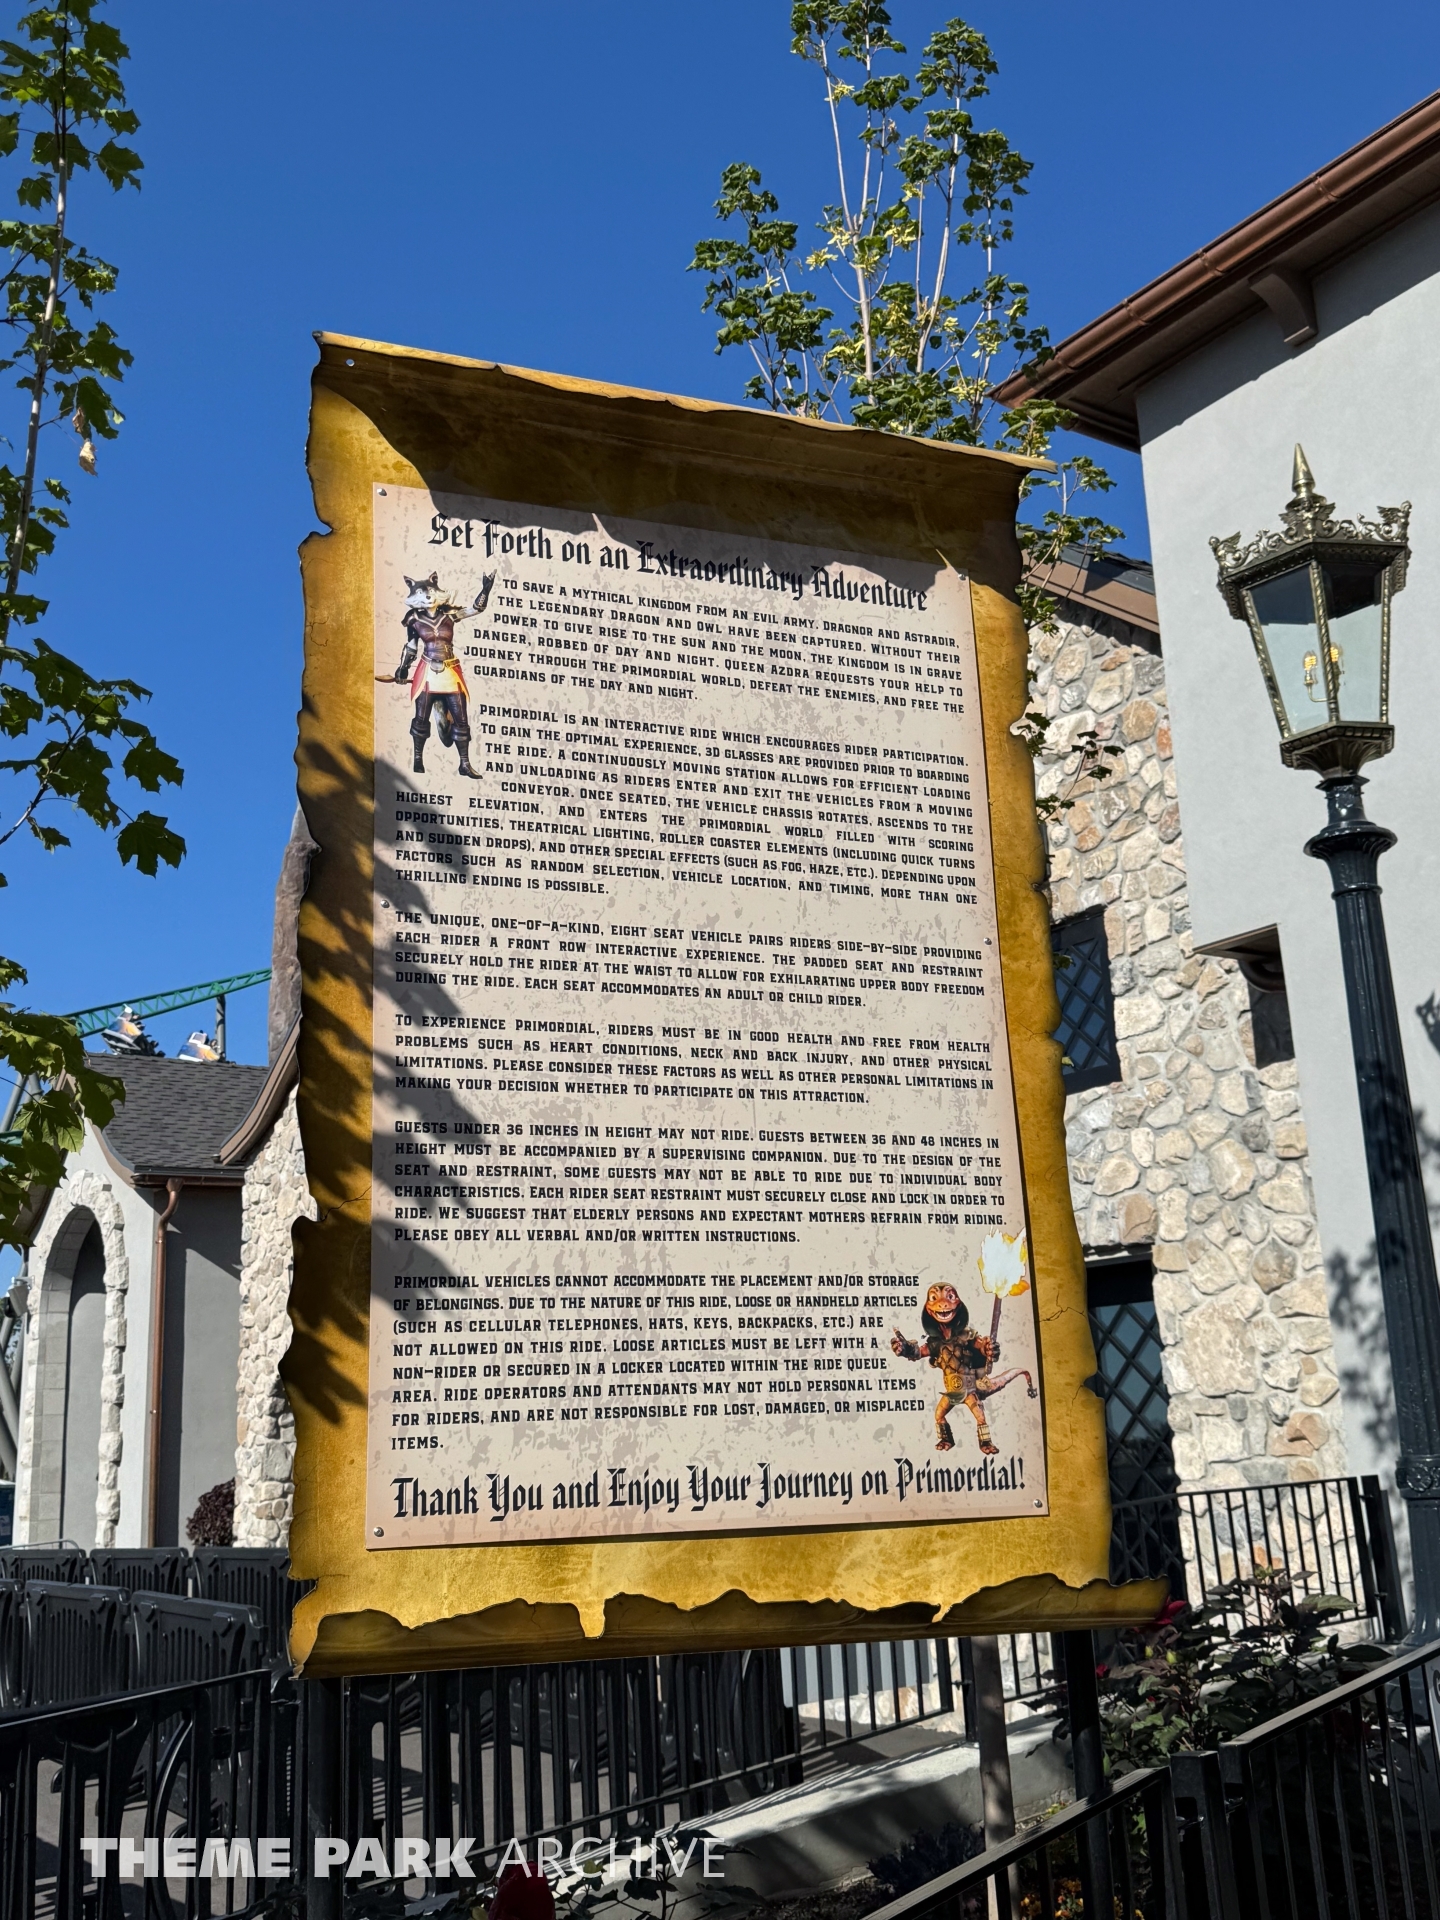 Set Forth on an Extraordinary Adventure
TO SAVE A MYTHICAL KINGDOM FROM AN EVIL ARMY. DRAGNOR AND ASTRADIR,
THE LEGENDARY DRAGON AND OWL HAVE BEEN CAPTURED. WITHOUT THEIR
POWER TO GIVE RISE TO THE SUN AND THE MOON, THE KINGDOM IS IN GRAVE
DANGER, ROBBED OF DAY AND NIGHT. QUEEN AZDRA REQUESTS YOUR HELP TO
JOURNEY THROUGH THE PRIMORDIAL WORLD, DEFEAT THE ENEMIES, AND FREE THE
GUARDIANS OF THE DAY AND NIGHT.
PRIMORDIAL IS AN INTERACTIVE RIDE WHICH ENCOURAGES RIDER PARTICIPATION.
TO GAIN THE OPTIMAL EXPERIENCE, 3D GLASSES ARE PROVIDED PRIOR TO BOARDING
THE RIDE. A CONTINUOUSLY MOVING STATION ALLOWS FOR EFFICIENT LOADING
AND UNLOADING AS RIDERS ENTER AND EXIT THE VEHICLES FROM A MOVING
CONVEYOR. ONCE SEATED, THE VEHICLE CHASSIS ROTATES, ASCENDS TO THE
HIGHEST ELEVATION, AND ENTERS THE PRIMORDIAL WORLD FILLED WITH SCORING
OPPORTUNITIES, THEATRICAL LIGHTING, ROLLER COASTER ELEMENTS (INCLUDING QUICK TURNS
AND SUDDEN DROPS), AND OTHER SPECIAL EFFECTS (SUCH AS FOG, HAZE, ETC.). DEPENDING UPON
FACTORS SUCH AS RANDOM SELECTION, VEHICLE LOCATION, AND TIMING, MORE THAN ONE
THRILLING ENDING IS POSSIBLE.
THE UNIQUE, ONE-OF-A-KIND, EIGHT SEAT VEHICLE PAIRS RIDERS SIDE-BY-SIDE PROVIDING
EACH RIDER A FRONT ROW INTERACTIVE EXPERIENCE. THE PADDED SEAT AND RESTRAINT
SECURELY HOLD THE RIDER AT THE WAIST TO ALLOW FOR EXHILARATING UPPER BODY FREEDOM
DURING THE RIDE. EACH SEAT ACCOMMODATES AN ADULT OR CHILD RIDER.
TO EXPERIENCE PRIMORDIAL, RIDERS MUST BE IN GOOD HEALTH AND FREE FROM HEALTH
PROBLEMS SUCH AS HEART CONDITIONS, NECK AND BACK INJURY, AND OTHER PHYSICAL
LIMITATIONS. PLEASE CONSIDER THESE FACTORS AS WELL AS OTHER PERSONAL LIMITATIONS IN
MAKING YOUR DECISION WHETHER TO PARTICIPATE ON THIS ATTRACTION.
GUESTS UNDER 36 INCHES IN HEIGHT MAY NOT RIDE. GUESTS BETWEEN 36 AND 48 INCHES IN
HEIGHT MUST BE ACCOMPANIED BY A SUPERVISING COMPANION. DUE TO THE DESIGN OF THE
SEAT AND RESTRAINT, SOME GUESTS MAY NOT BE ABLE TO RIDE DUE TO INDIVIDUAL BODY
CHARACTERISTICS. EACH RIDER SEAT RESTRAINT MUST SECURELY CLOSE AND LOCK IN ORDER TO
RIDE. WE SUGGEST THAT ELDERLY PERSONS AND EXPECTANT MOTHERS REFRAIN FROM RIDING.
PLEASE OBEY ALL VERBAL AND/OR WRITTEN INSTRUCTIONS.
PRIMORDIAL VEHICLES CANNOT ACCOMMODATE THE PLACEMENT AND/OR STORAGE
OF BELONGINGS. DUE TO THE NATURE OF THIS RIDE, LOOSE OR HANDHELD ARTICLES
(SUCH AS CELLULAR TELEPHONES, HATS, KEYS, BACKPACKS, ETC.) ARE
NOT ALLOWED ON THIS RIDE. LOOSE ARTICLES MUST BE LEFT WITH A
NON-RIDER OR SECURED IN A LOCKER LOCATED WITHIN THE RIDE QUEUE
AREA. RIDE OPERATORS AND ATTENDANTS MAY NOT HOLD PERSONAL ITEMS
FOR RIDERS, AND ARE NOT RESPONSIBLE FOR LOST, DAMAGED, OR MISPLACED
ITEMS.
Thank You and Enjoy Your Journey on Primordial!
THEME PARK ARCHIVE